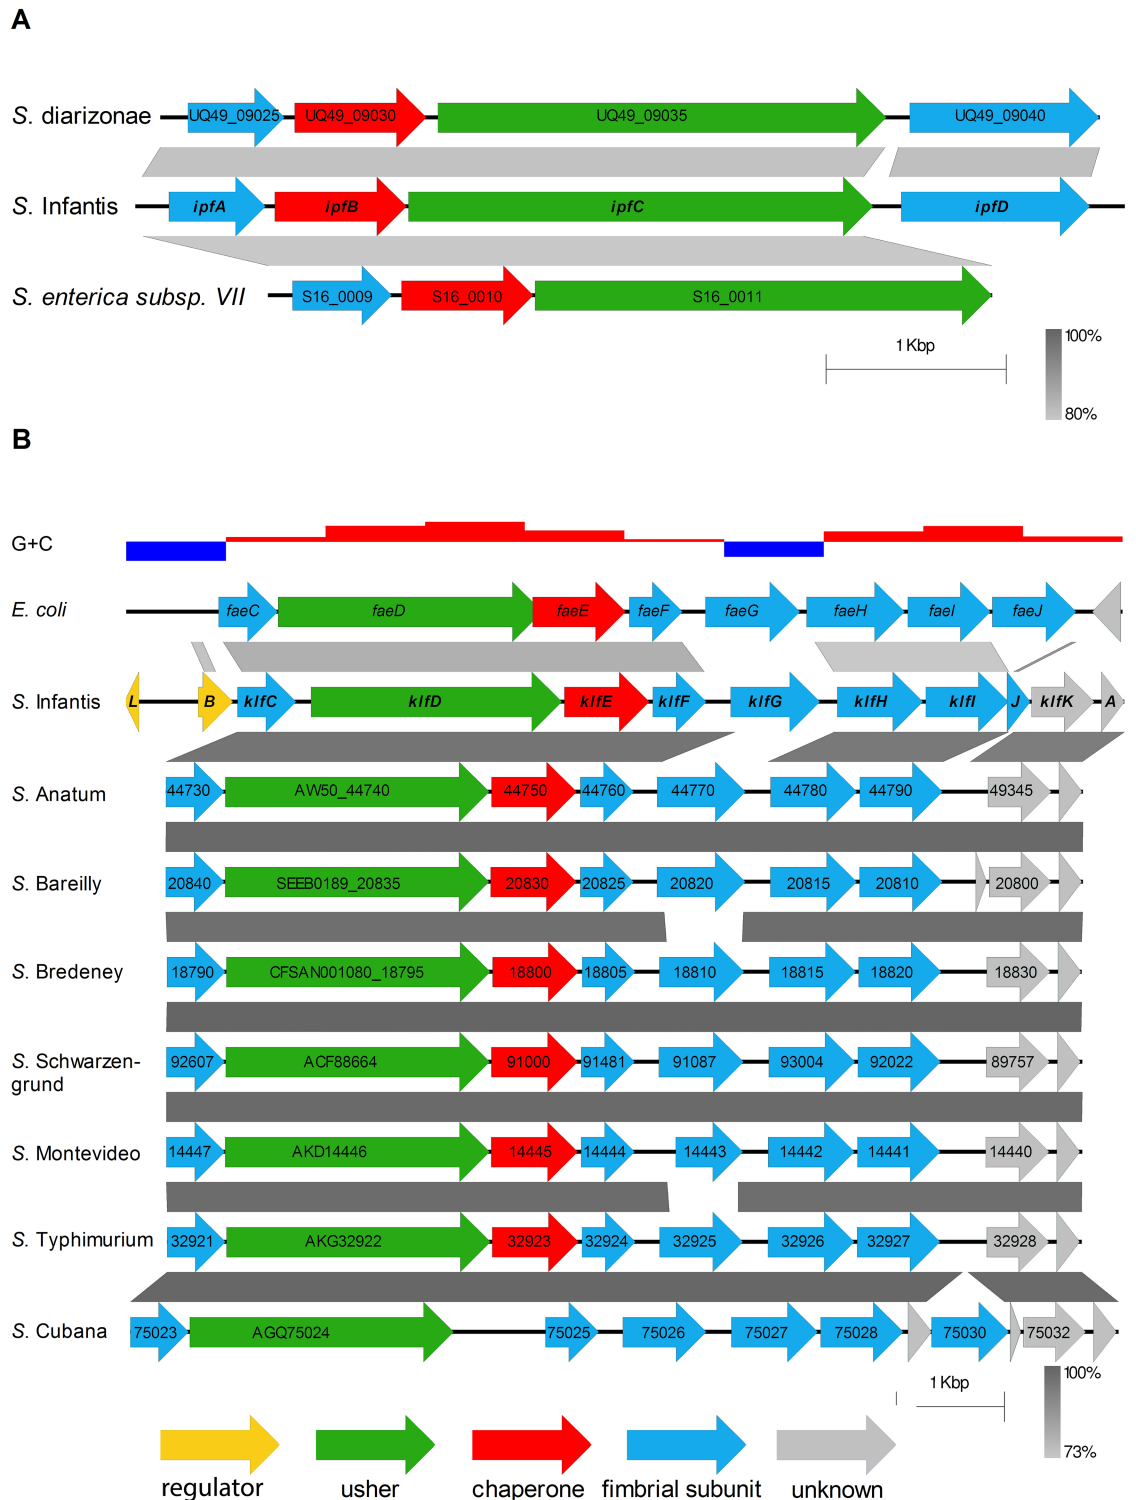 A
S. diarizonae UQ49_09025 UQ49_09030 UQ49_09035 UQ49_09040
S. Infantis ipfA ipfB ipfC ipfD
S. enterica subsp. VII S16_0009 S16_0010 S16_0011
1 Kbp
100%
80%
B
G+C
E. coli faeC faeD faeE faeF faeG faeH faeI faeJ
S. Infantis L B klfC klfD klfE klfF klfG klfH klfI J klfK A
S. Anatum 44730 AW50_44740 44750 44760 44770 44780 44790 49345
S. Bareilly 20840 SEEB0189_20835 20830 20825 20820 20815 20810 20800
S. Bredeney 18790 CFSAN001080_18795 18800 18805 18810 18815 18820 18830
S. Schwarzen-
grund
92607 ACF88664 91000 91481 91087 93004 92022 89757
S. Montevideo 14447 AKD14446 14445 14444 14443 14442 14441 14440
S. Typhimurium 32921 AKG32922 32923 32924 32925 32926 32927 32928
S. Cubana 75023 AGQ75024 75025 75026 75027 75028 75030 75032
1 Kbp
100%
73%
regulator usher chaperone fimbrial subunit unknown